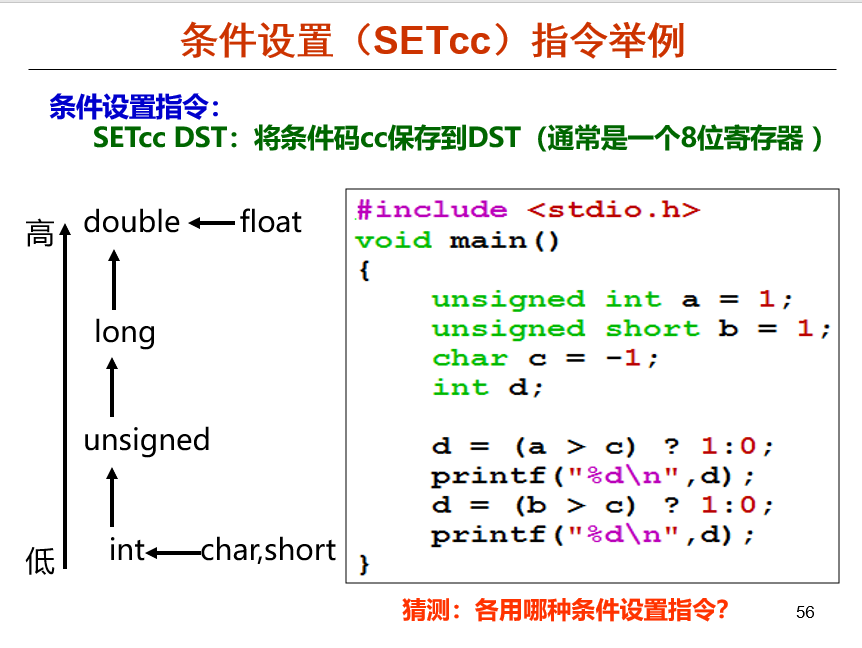 条件设置（SETcc）指令举例
条件设置指令：
SETcc DST：将条件码cc保存到DST（通常是一个8位寄存器 ）
高
double
float
long
unsigned
int
char,short
低
#include <stdio.h>
void main()
{
unsigned int a = 1;
unsigned short b = 1;
char c = -1;
int d;
d = (a > c) ? 1:0;
printf("%d\n",d);
d = (b > c) ? 1:0;
printf("%d\n",d);
}
猜测：各用哪种条件设置指令？
56